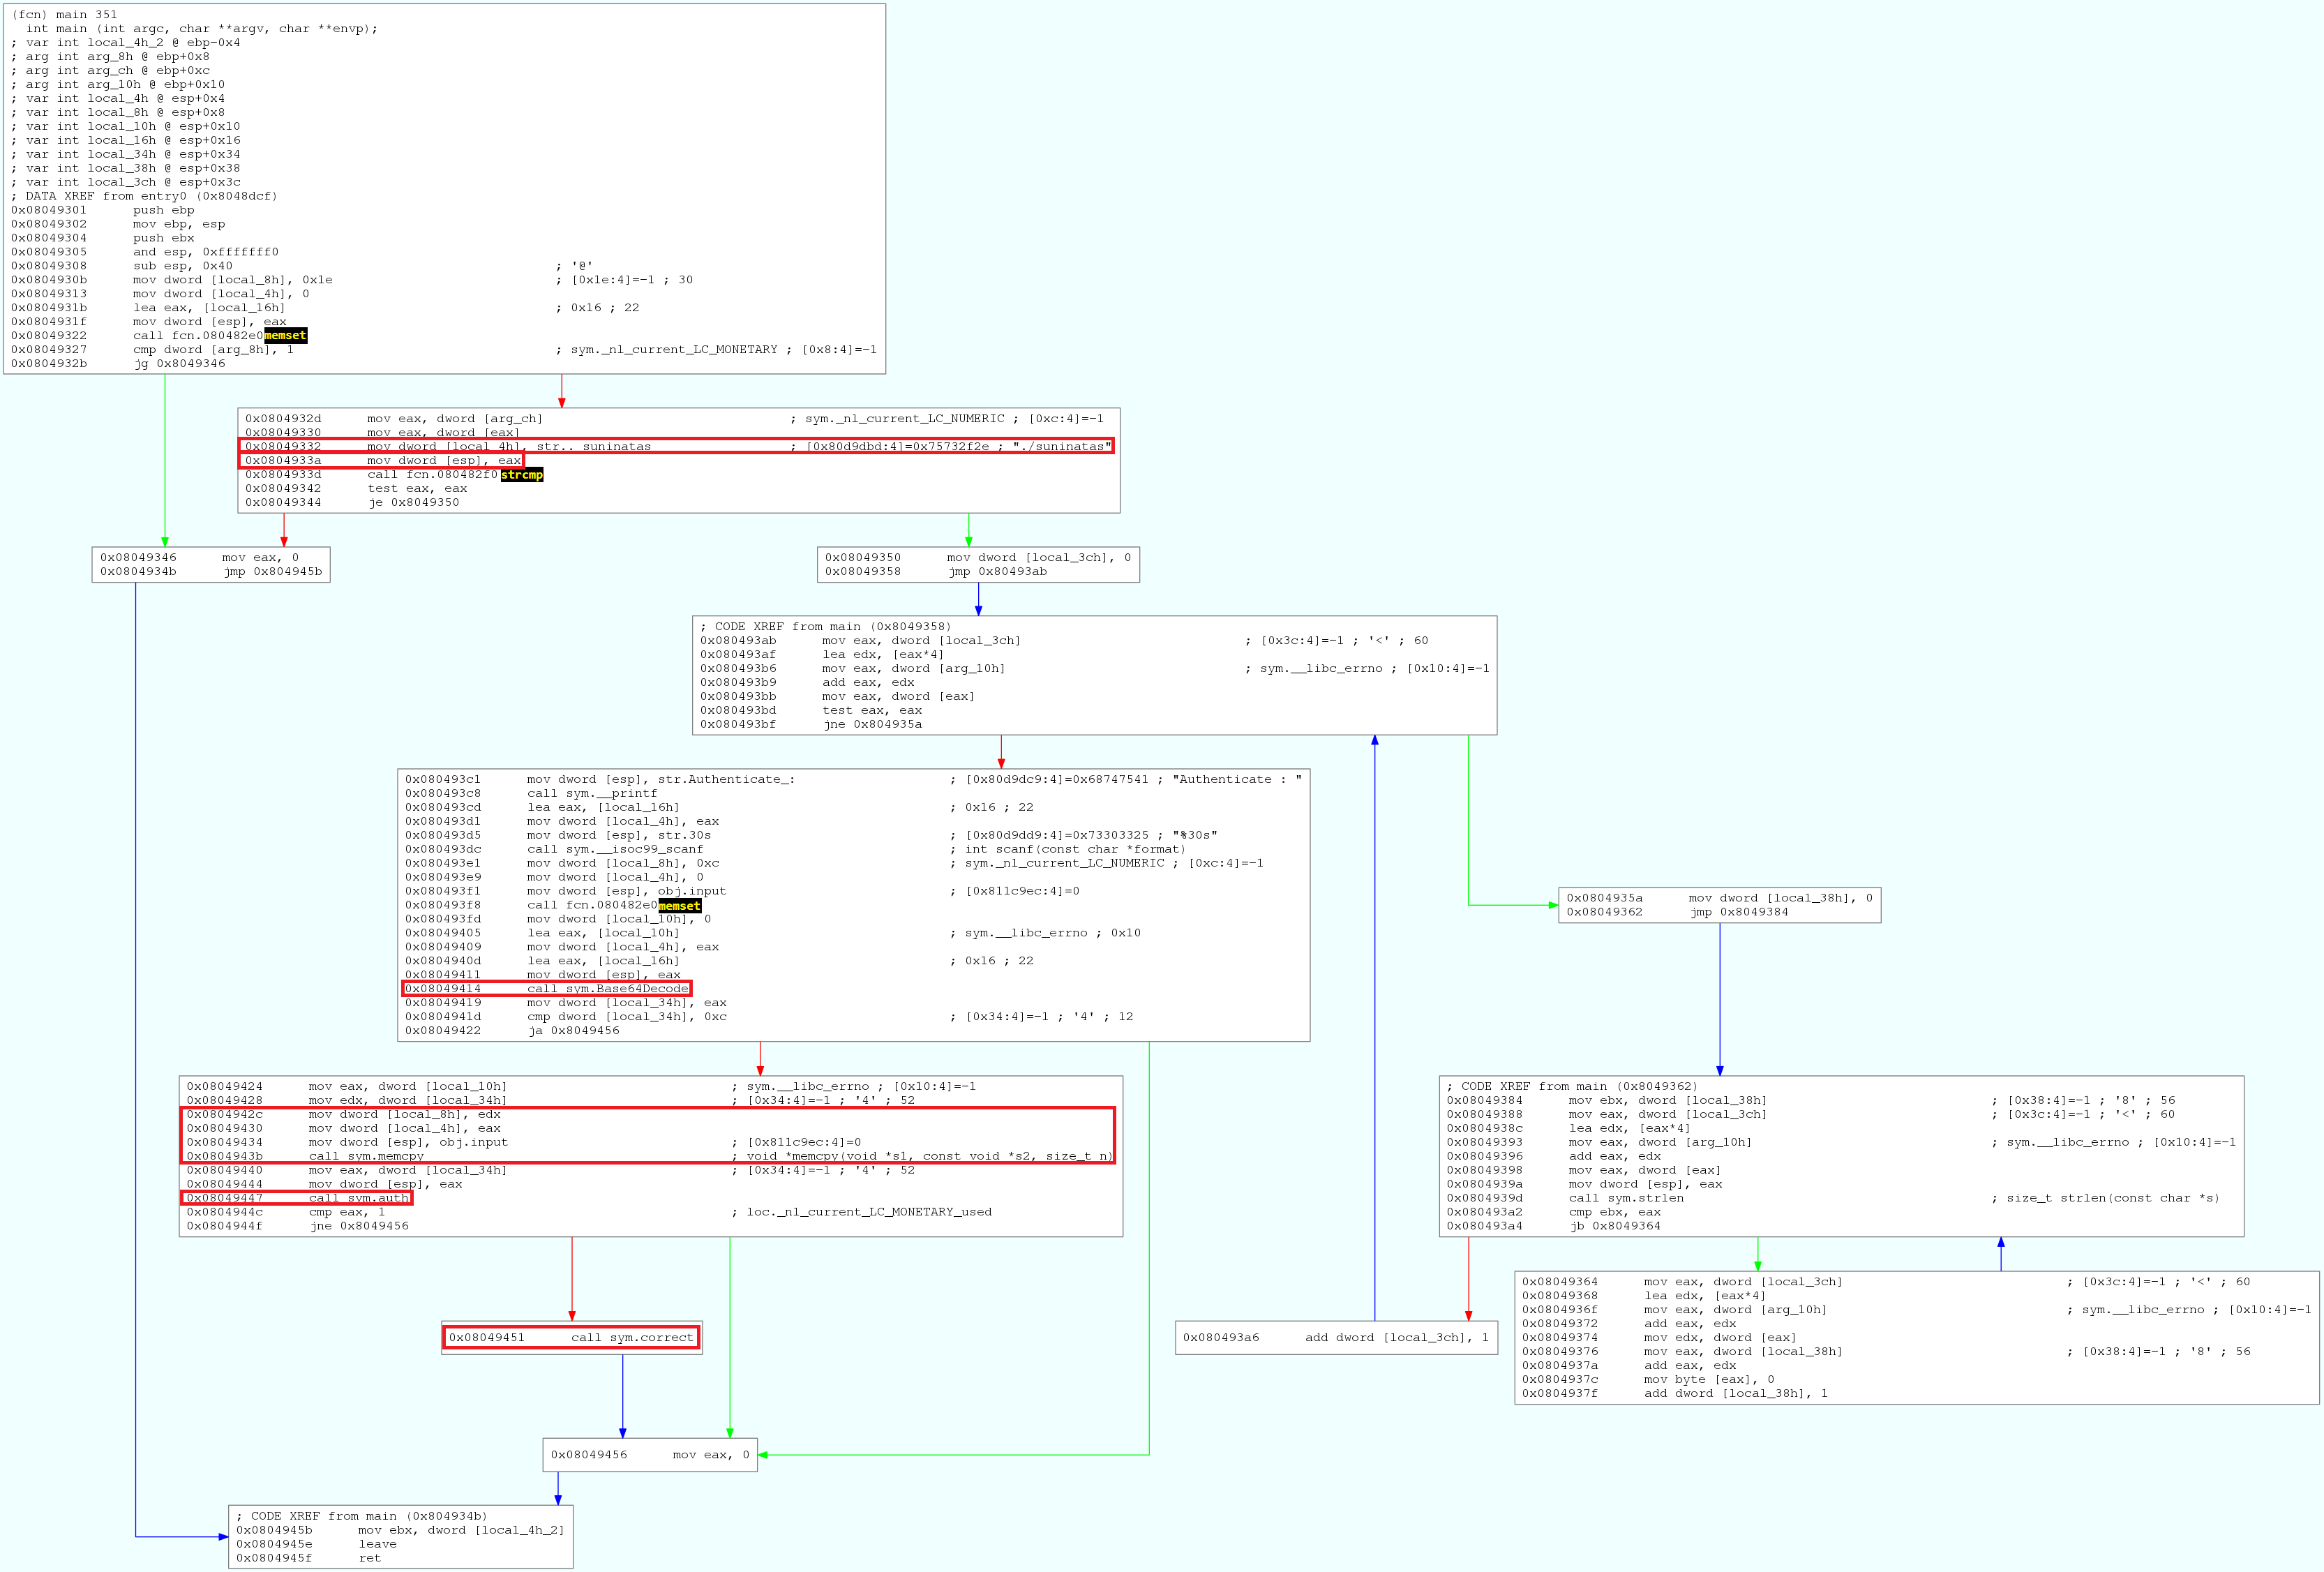 (fcn) main 351
int main (int argc, char **argv, char **envp);
; var int local_4h_2 @ ebp-0x4
; arg int arg_8h @ ebp+0x8
; arg int arg_ch @ ebp+0xc
; arg int arg_10h @ ebp+0x10
; var int local_4h @ esp+0x4
; var int local_8h @ esp+0x8
; var int local_10h @ esp+0x10
; var int local_16h @ esp+0x16
; var int local_34h @ esp+0x34
; var int local_38h @ esp+0x38
; var int local_3ch @ esp+0x3c
; DATA XREF from entry0 (0x8048dcf)
0x08049301 push ebp
0x08049302 mov ebp, esp
0x08049304 push ebx
0x08049305 and esp, 0xfffffff0
0x08049308 sub esp, 0x40 ; '@'
0x0804930b mov dword [local_8h], 0x1e ; [0x1e:4]=-1 ; 30
0x08049313 mov dword [local_4h], 0
0x0804931b lea eax, [local_16h] ; 0x16 ; 22
0x0804931f mov dword [esp], eax
0x08049322 call fcn.080482e0 memset
0x08049327 cmp dword [arg_8h], 1 ; sym._nl_current_LC_MONETARY ; [0x8:4]=-1
0x0804932b jg 0x8049346
0x0804932d mov eax, dword [arg_ch] ; sym._nl_current_LC_NUMERIC ; [0xc:4]=-1
0x08049330 mov eax, dword [eax]
0x08049332 mov dword [local_4h], str.._suninatas ; [0x80d9dbd:4]=0x75732f2e ; "./suninatas"
0x0804933a mov dword [esp], eax
0x0804933d call fcn.080482f0 strcmp
0x08049342 test eax, eax
0x08049344 je 0x8049350
0x08049346 mov eax, 0
0x0804934b jmp 0x804945b
0x08049350 mov dword [local_3ch], 0
0x08049358 jmp 0x80493ab
; CODE XREF from main (0x8049358)
0x080493ab mov eax, dword [local_3ch] ; [0x3c:4]=-1 ; '<' ; 60
0x080493af lea edx, [eax*4]
0x080493b6 mov eax, dword [arg_10h] ; sym.__libc_errno ; [0x10:4]=-1
0x080493b9 add eax, edx
0x080493bb mov eax, dword [eax]
0x080493bd test eax, eax
0x080493bf jne 0x804935a
0x080493c1 mov dword [esp], str.Authenticate_: ; [0x80d9dc9:4]=0x68747541 ; "Authenticate : "
0x080493c8 call sym.__printf
0x080493cd lea eax, [local_16h] ; 0x16 ; 22
0x080493d1 mov dword [local_4h], eax
0x080493d5 mov dword [esp], str.30s ; [0x80d9dd9:4]=0x73303325 ; "%30s"
0x080493dc call sym.__isoc99_scanf ; int scanf(const char *format)
0x080493e1 mov dword [local_8h], 0xc ; sym._nl_current_LC_NUMERIC ; [0xc:4]=-1
0x080493e9 mov dword [local_4h], 0
0x080493f1 mov dword [esp], obj.input ; [0x811c9ec:4]=0
0x080493f8 call fcn.080482e0 memset
0x080493fd mov dword [local_10h], 0
0x08049405 lea eax, [local_10h] ; sym.__libc_errno ; 0x10
0x08049409 mov dword [local_4h], eax
0x0804940d lea eax, [local_16h] ; 0x16 ; 22
0x08049411 mov dword [esp], eax
0x08049414 call sym.Base64Decode
0x08049419 mov dword [local_34h], eax
0x0804941d cmp dword [local_34h], 0xc ; [0x34:4]=-1 ; '4' ; 12
0x08049422 ja 0x8049456
0x0804935a mov dword [local_38h], 0
0x08049362 jmp 0x8049384
0x08049424 mov eax, dword [local_10h] ; sym.__libc_errno ; [0x10:4]=-1
0x08049428 mov edx, dword [local_34h] ; [0x34:4]=-1 ; '4' ; 52
0x0804942c mov dword [local_8h], edx
0x08049430 mov dword [local_4h], eax
0x08049434 mov dword [esp], obj.input ; [0x811c9ec:4]=0
0x0804943b call sym.memcpy ; void *memcpy(void *s1, const void *s2, size_t n)
0x08049440 mov eax, dword [local_34h] ; [0x34:4]=-1 ; '4' ; 52
0x08049444 mov dword [esp], eax
0x08049447 call sym.auth
0x0804944c cmp eax, 1 ; loc._nl_current_LC_MONETARY_used
0x0804944f jne 0x8049456
; CODE XREF from main (0x8049362)
0x08049384 mov ebx, dword [local_38h] ; [0x38:4]=-1 ; '8' ; 56
0x08049388 mov eax, dword [local_3ch] ; [0x3c:4]=-1 ; '<' ; 60
0x0804938c lea edx, [eax*4]
0x08049393 mov eax, dword [arg_10h] ; sym.__libc_errno ; [0x10:4]=-1
0x08049396 add eax, edx
0x08049398 mov eax, dword [eax]
0x0804939a mov dword [esp], eax
0x0804939d call sym.strlen ; size_t strlen(const char *s)
0x080493a2 cmp ebx, eax
0x080493a4 jb 0x8049364
0x08049451 call sym.correct
0x080493a6 add dword [local_3ch], 1
0x08049364 mov eax, dword [local_3ch] ; [0x3c:4]=-1 ; '<' ; 60
0x08049368 lea edx, [eax*4]
0x0804936f mov eax, dword [arg_10h] ; sym.__libc_errno ; [0x10:4]=-1
0x08049372 add eax, edx
0x08049374 mov edx, dword [eax]
0x08049376 mov eax, dword [local_38h] ; [0x38:4]=-1 ; '8' ; 56
0x0804937a add eax, edx
0x0804937c mov byte [eax], 0
0x0804937f add dword [local_38h], 1
0x08049456 mov eax, 0
; CODE XREF from main (0x804934b)
0x0804945b mov ebx, dword [local_4h_2]
0x0804945e leave
0x0804945f ret